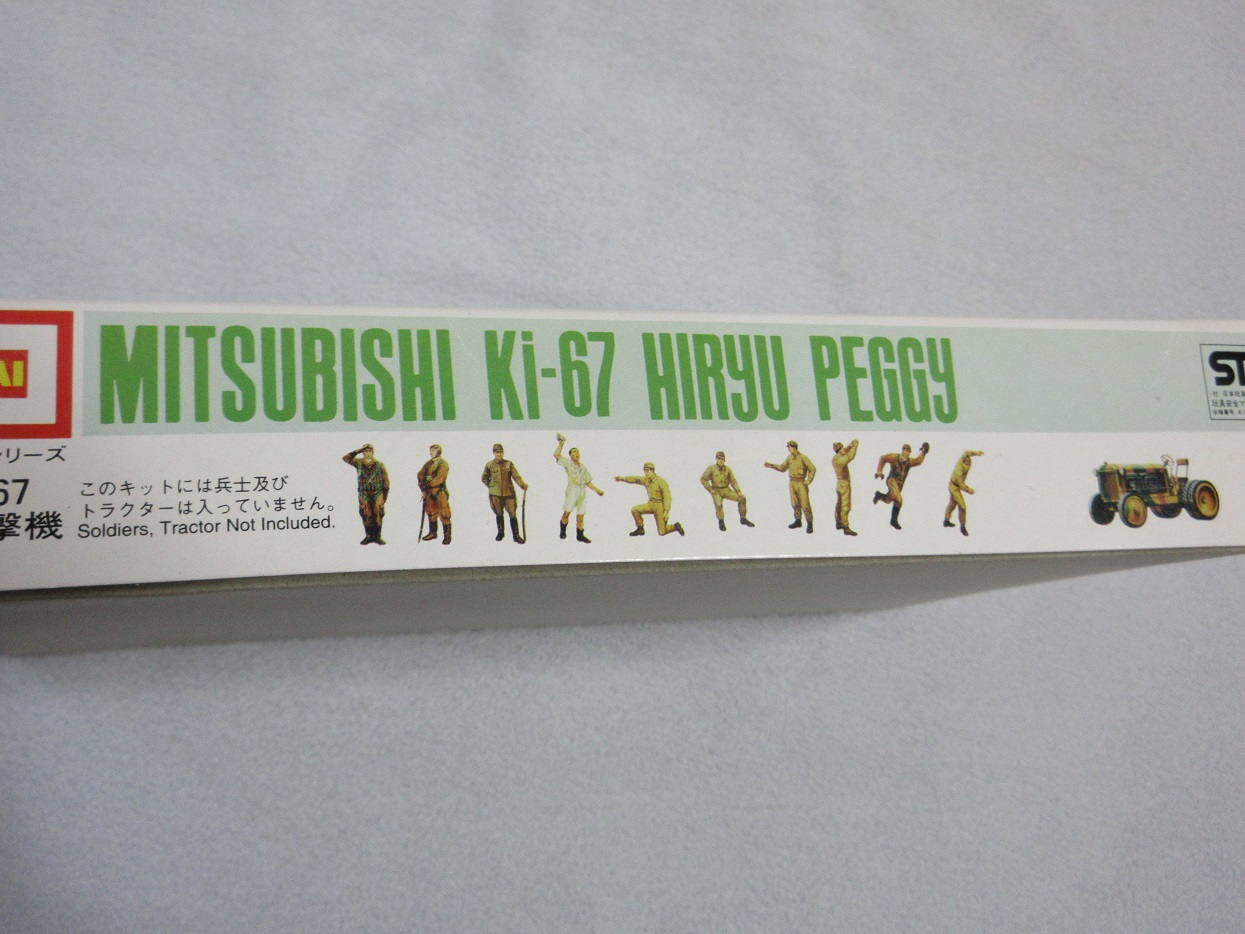 AI
MITSUBISHI Ki-67 HIRYU PEGGY
ST
リーズ
67
撃機
このキットには兵士及び
トラクターは入っていません。
Soldiers, Tractor Not Included.